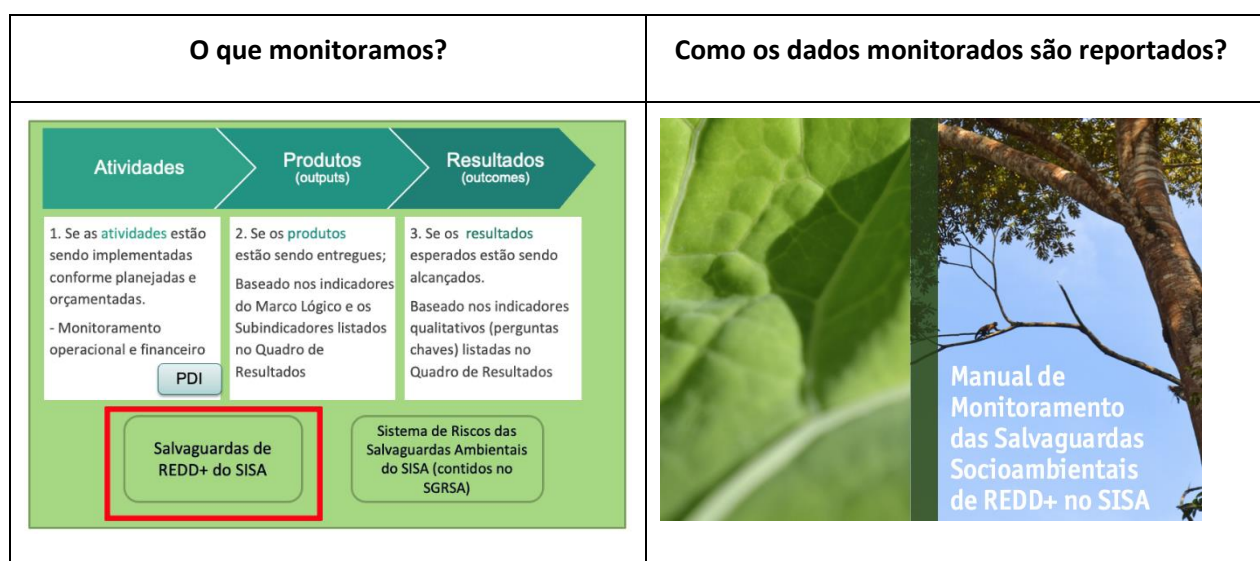 O que monitoramos?
Como os dados monitorados são reportados?
Atividades
Produtos
(outputs)
Resultados
(outcomes)
1. Se as atividades estão
sendo implementadas
conforme planejadas e
orçamentadas.
- Monitoramento
operacional e financeiro
PDI
2. Se os produtos
estão sendo entregues;
Baseado nos indicadores
do Marco Lógico e os
Subindicadores listados
no Quadro de
Resultados
3. Se os resultados
esperados estão sendo
alcançados.
Baseado nos indicadores
qualitativos (perguntas
chaves) listadas no
Quadro de Resultados
Salvaguardas de
REDD+ do SISA
Sistema de Riscos das
Salvaguardas Ambientais
do SISA (contidos no
SGRSA)
Manual de
Monitoramento
das Salvaguardas
Socioambientais
de REDD+ no SISA